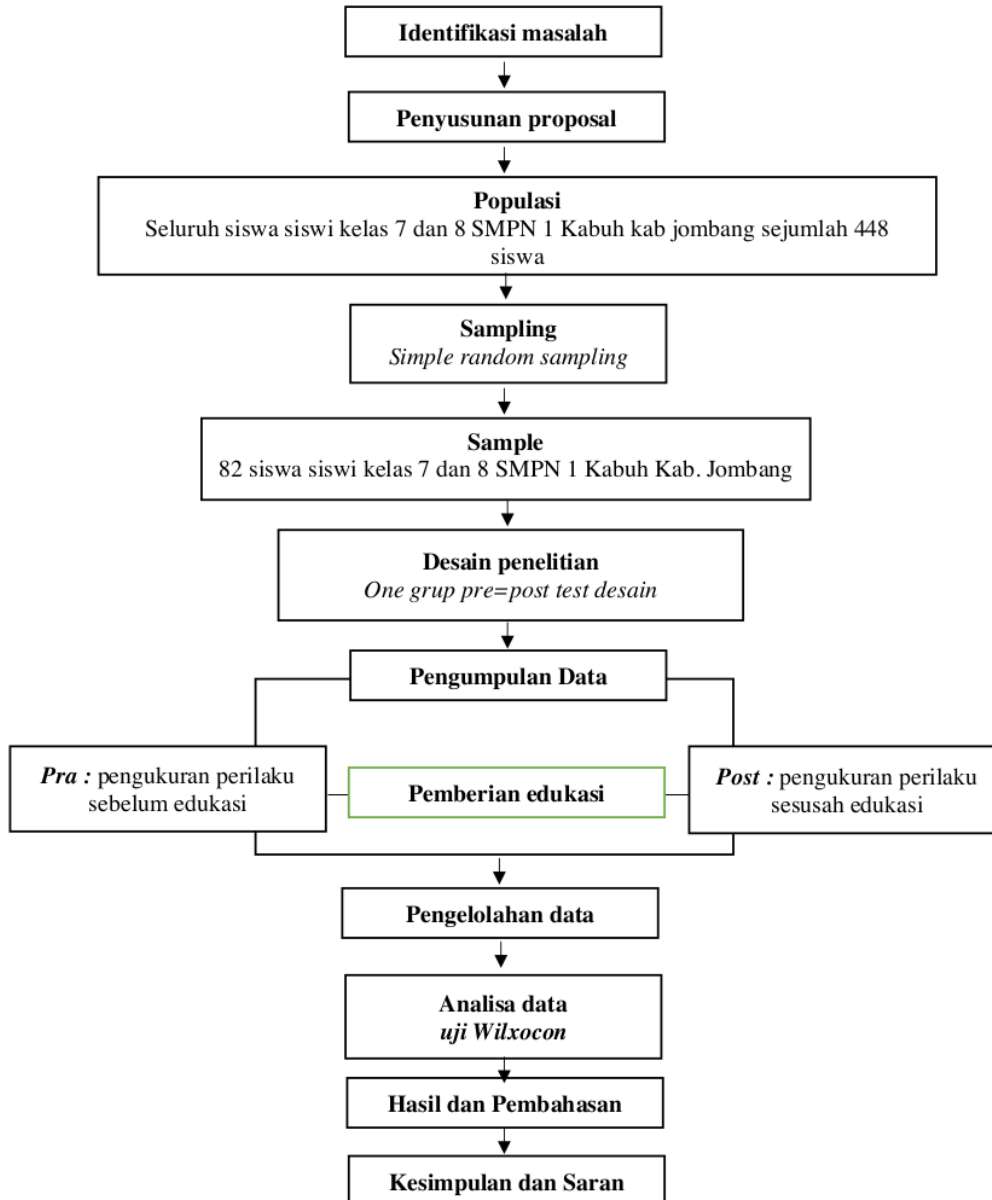 Identifikasi masalah
Penyusunan proposal
Populasi
Seluruh siswa siswi kelas 7 dan 8 SMPN 1 Kabuh kab jombang sejumlah 448
siswa
Sampling
Simple random sampling
Sample
82 siswa siswi kelas 7 dan 8 SMPN 1 Kabuh Kab. Jombang
Desain penelitian
One grup pre=post test desain
Pengumpulan Data
Pra : pengukuran perilaku
sebelum edukasi
Pemberian edukasi
Post : pengukuran perilaku
sesusah edukasi
Pengelolahan data
Analisa data
uji Wilxocon
Hasil dan Pembahasan
Kesimpulan dan Saran